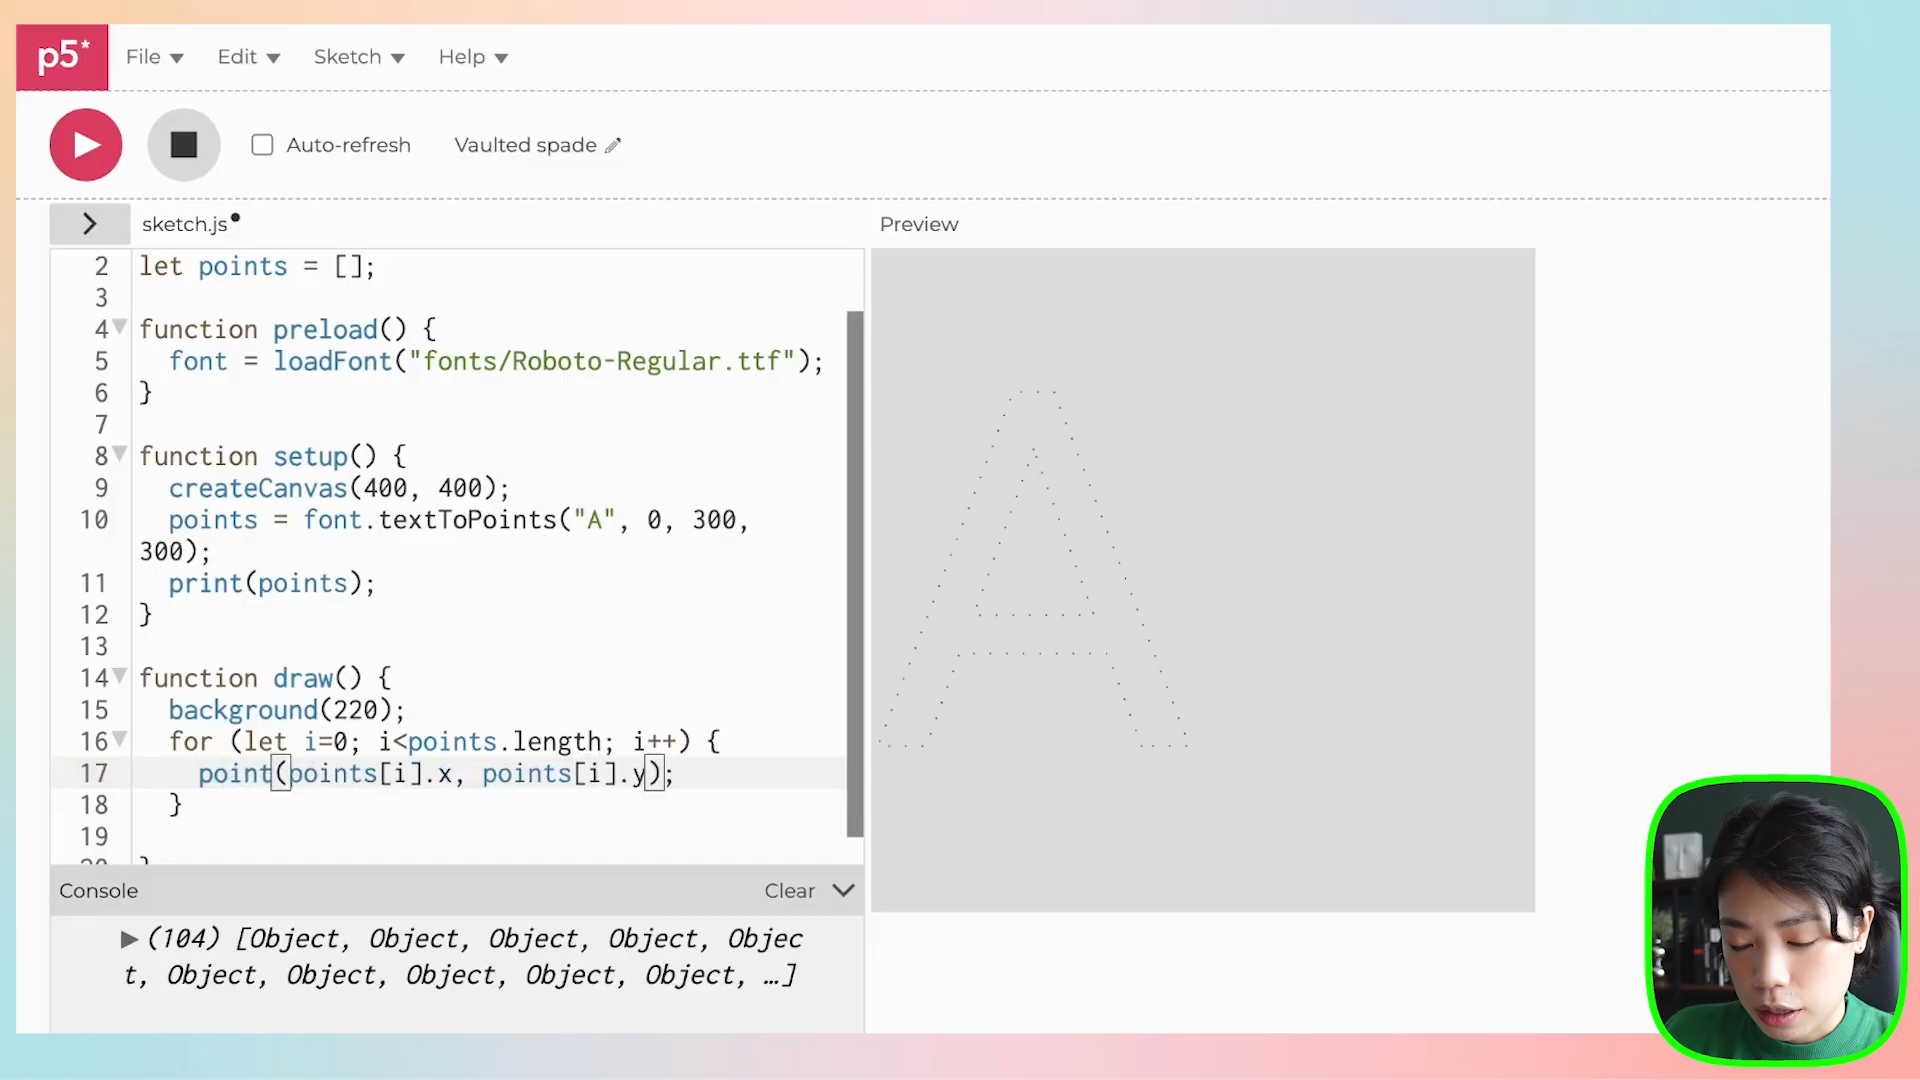 p5*
File
Edit
Sketch
Help
Auto-refresh
Vaulted spade
sketch.js
Preview
2 let points = [];
3
4 function preload() {
5 font = loadFont("fonts/Roboto-Regular.ttf");
6 }
7
8 function setup() {
9 createCanvas(400, 400);
10 points = font.textToPoints("A", 0, 300,
300);
11 print(points);
12 }
13
14 function draw() {
15 background(220);
16 for (let i=0; i<points.length; i++) {
17 point(points[i].x, points[i].y);
18 }
19
Console
Clear
(104) [Object, Object, Object, Object, Objec
t, Object, Object, Object, Object, Object, …]
A